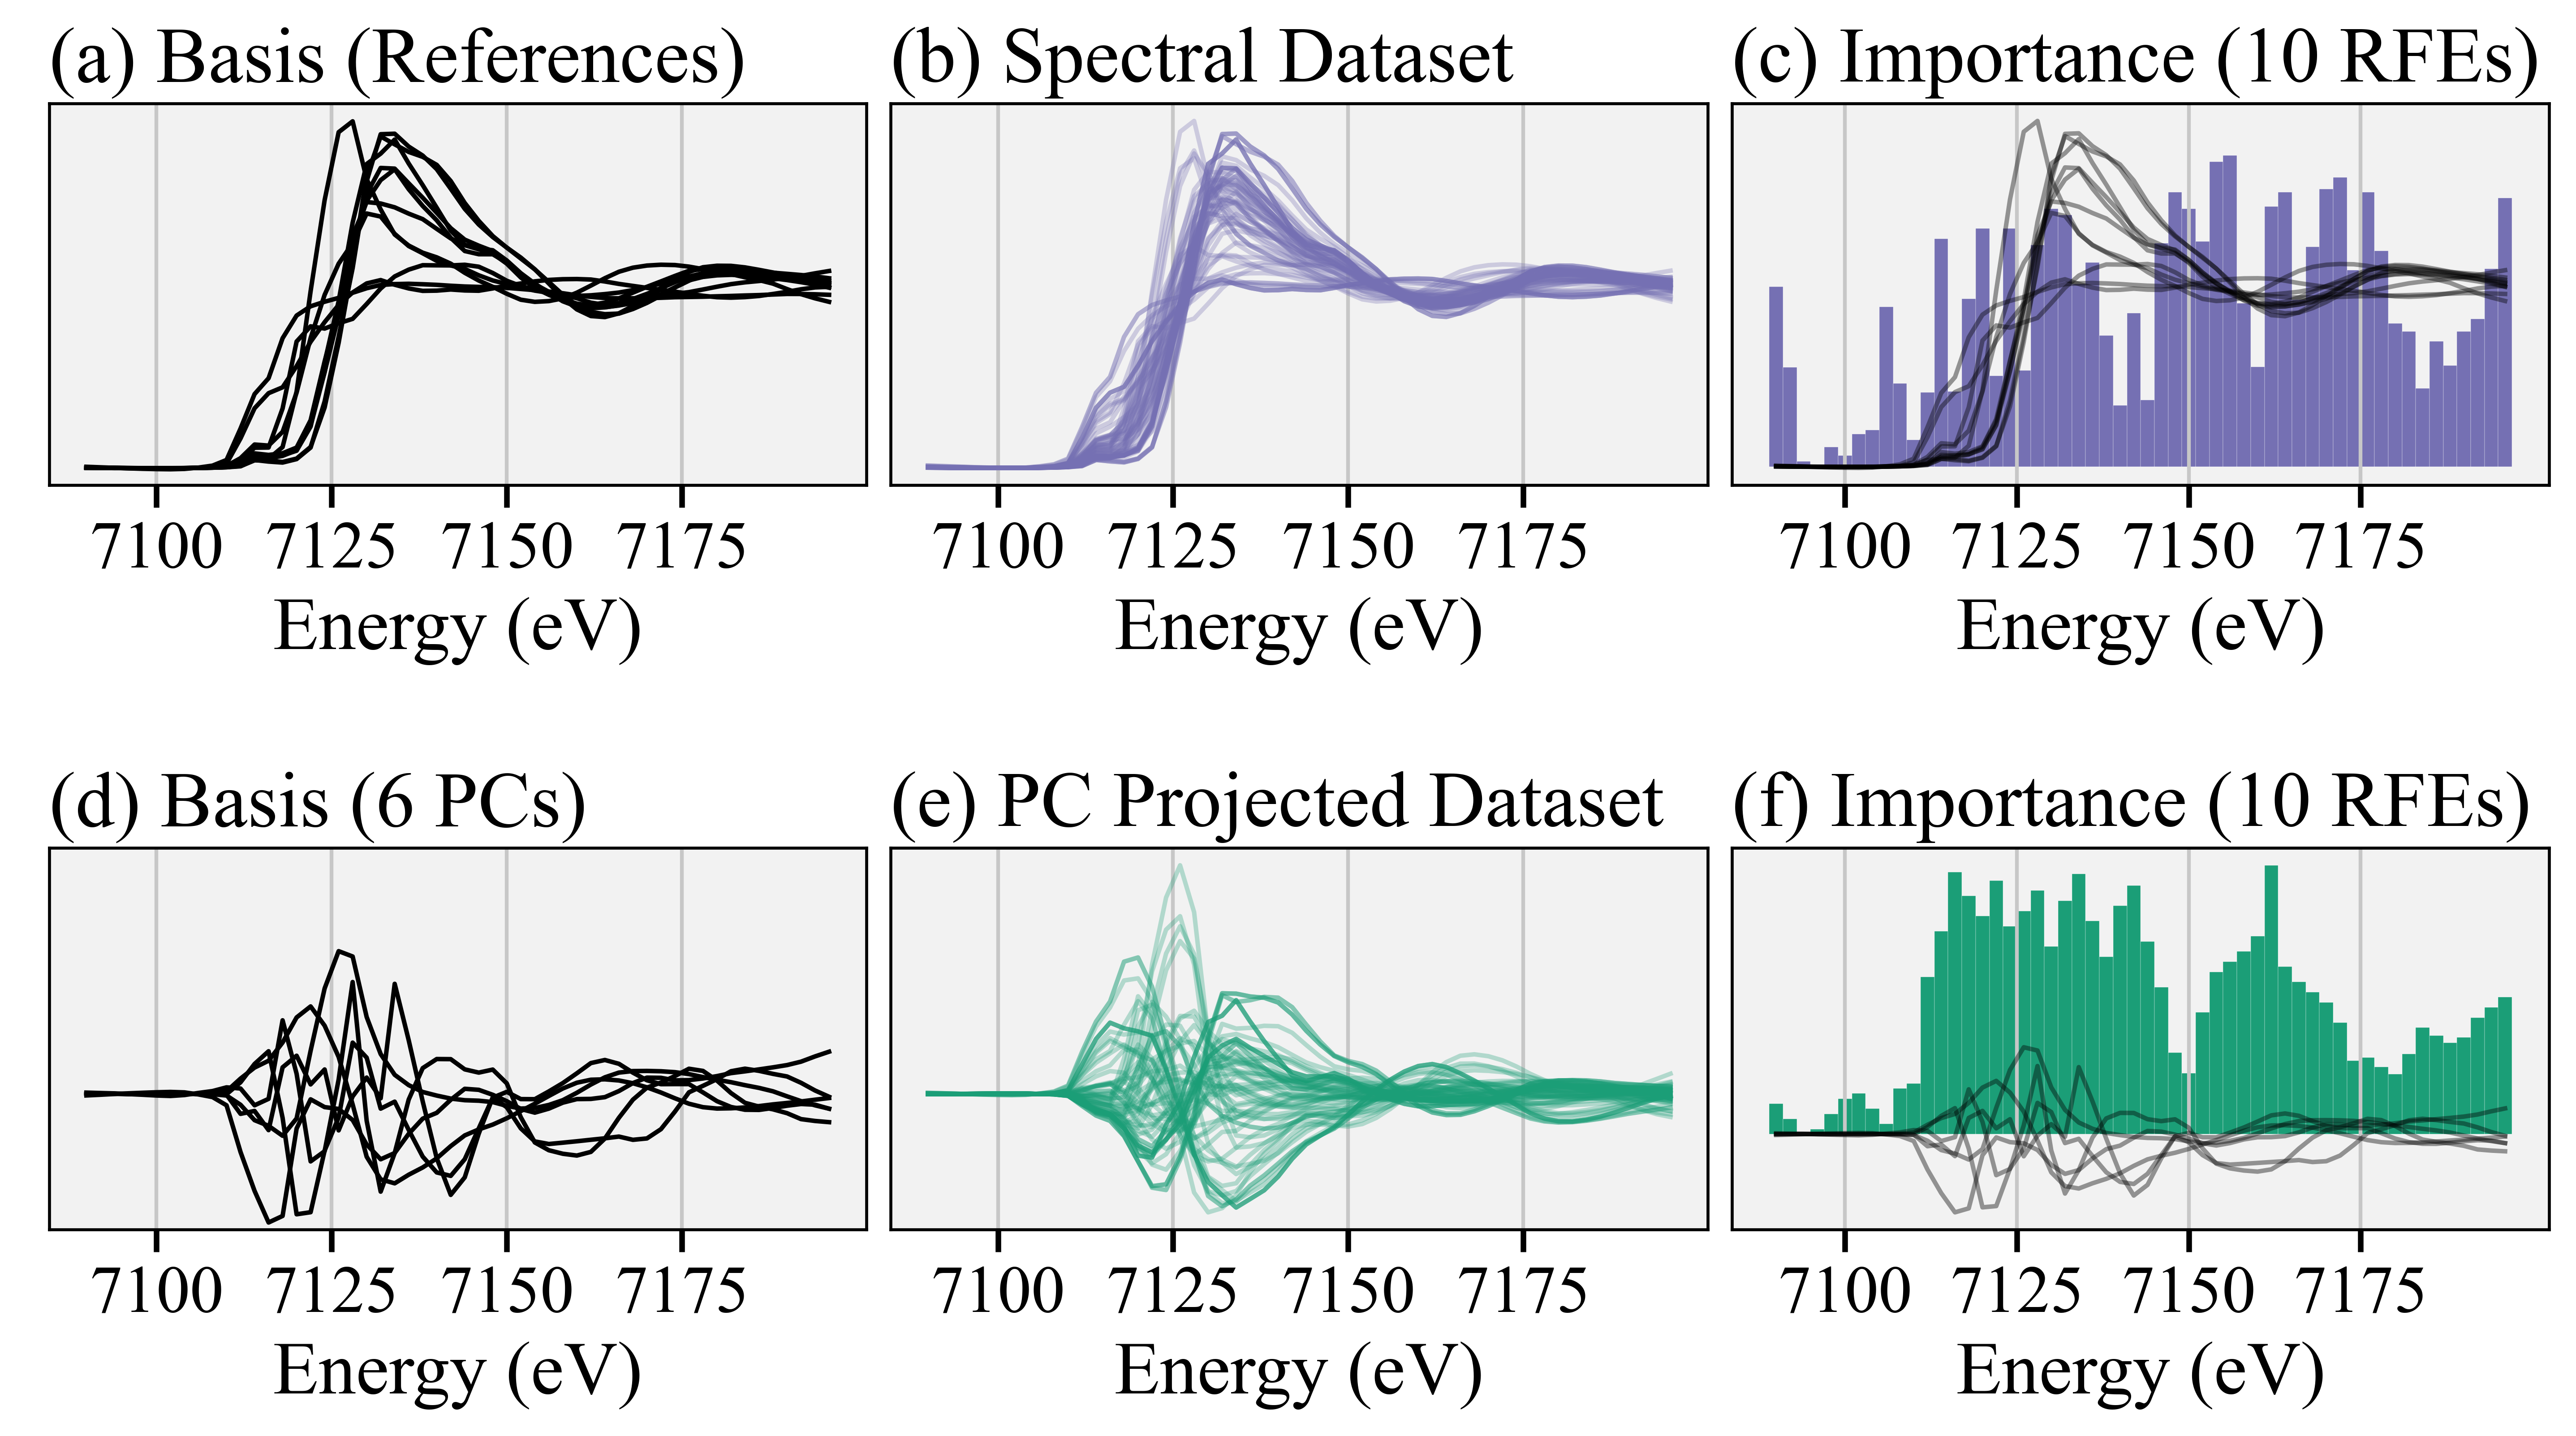 (a) Basis (References)
(b) Spectral Dataset
(c) Importance (10 RFEs)
7100 7125 7150 7175
7100 7125 7150 7175
7100 7125 7150 7175
Energy (eV)
Energy (eV)
Energy (eV)
(d) Basis (6 PCs)
(e) PC Projected Dataset
(f) Importance (10 RFEs)
7100 7125 7150 7175
7100 7125 7150 7175
7100 7125 7150 7175
Energy (eV)
Energy (eV)
Energy (eV)